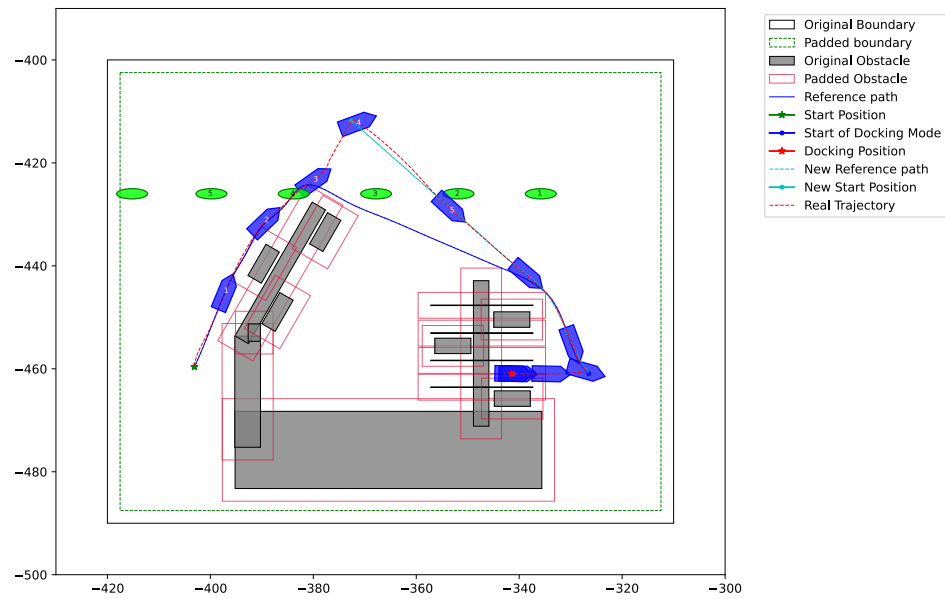 Original Boundary
Padded boundary
Original Obstacle
Padded Obstacle
Reference path
Start Position
Start of Docking Mode
Docking Position
New Reference path
New Start Position
Real Trajectory
−400
−420
−440
−460
−480
−500
−420
−400
−380
−360
−340
−320
−300
4
3
5
4
3
2
1
2
5
1